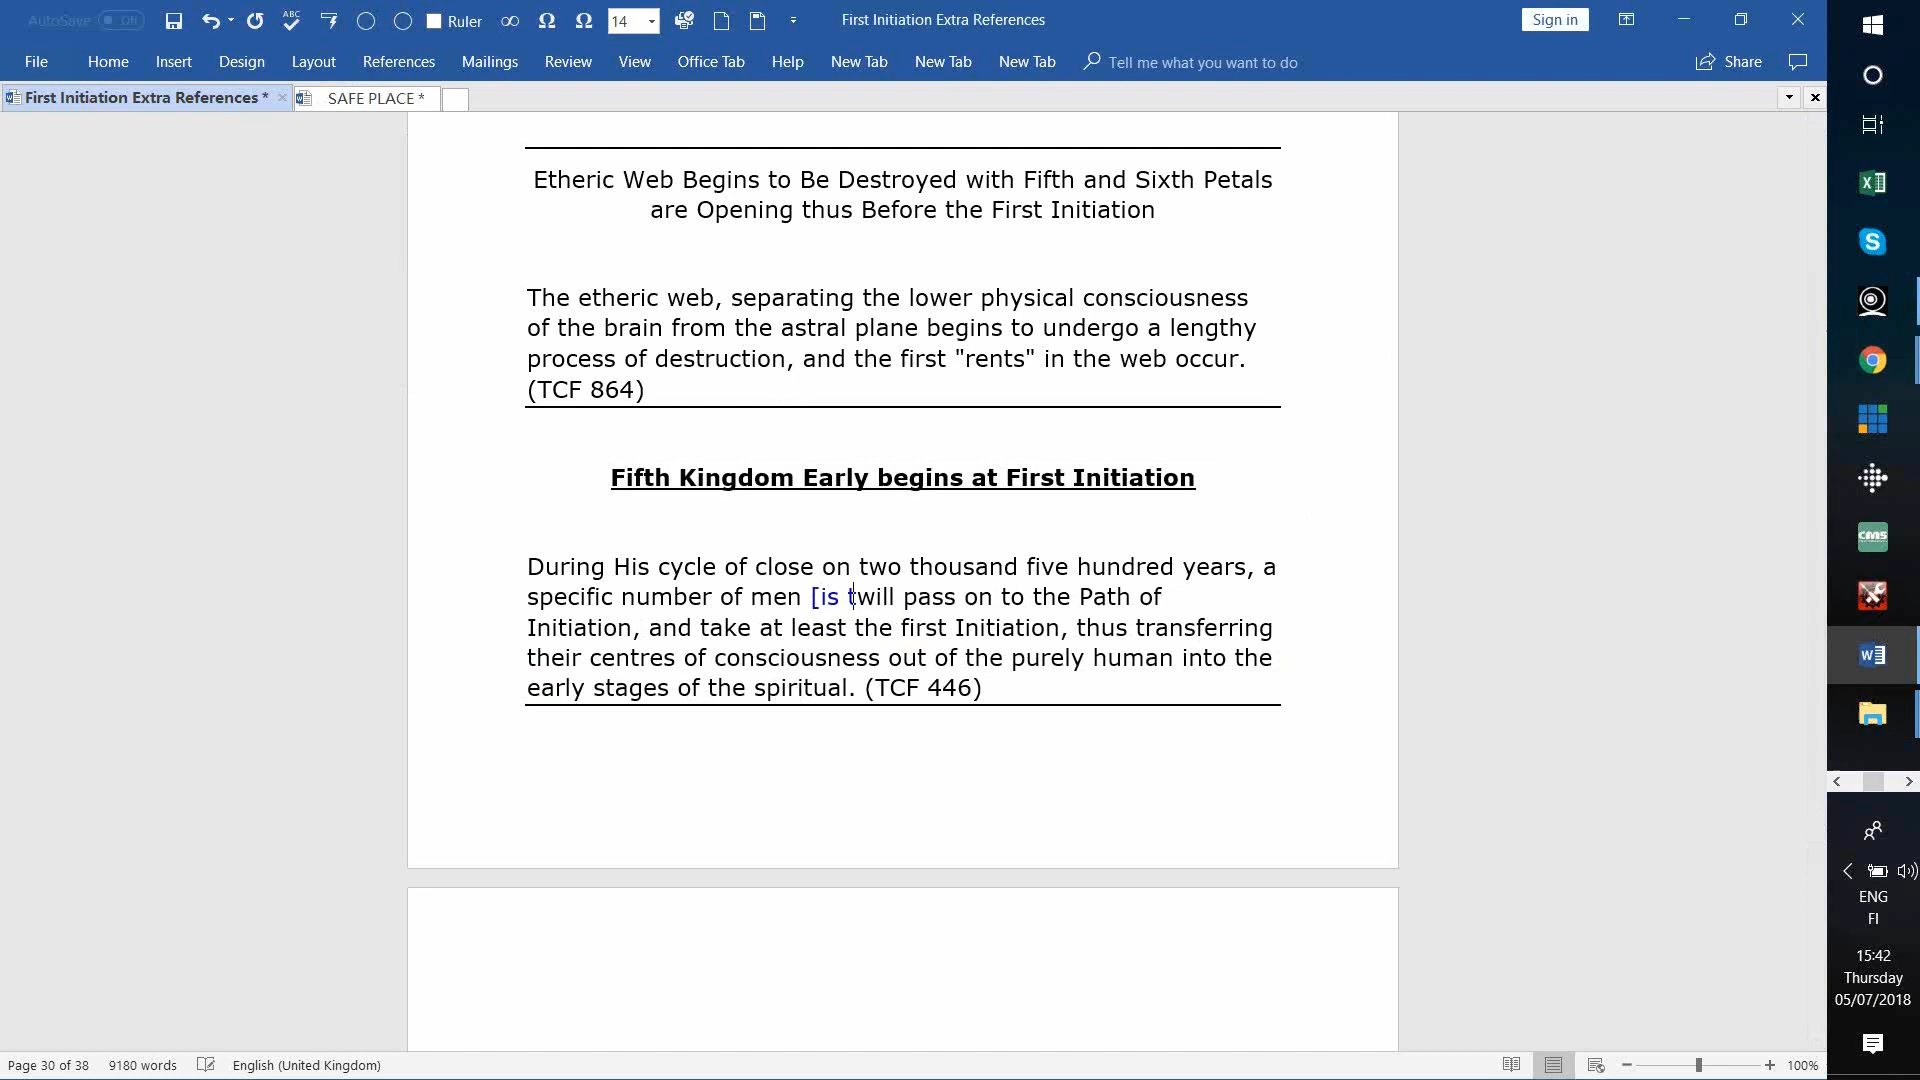 AutoSave Off ABC Ruler ∞ Ω Ω 14 First Initiation Extra References Sign in
File Home Insert Design Layout References Mailings Review View Office Tab Help New Tab New Tab New Tab Tell me what you want to do Share
First Initiation Extra References * SAFE PLACE *
Etheric Web Begins to Be Destroyed with Fifth and Sixth Petals
are Opening thus Before the First Initiation
The etheric web, separating the lower physical consciousness
of the brain from the astral plane begins to undergo a lengthy
process of destruction, and the first "rents" in the web occur.
(TCF 864)
Fifth Kingdom Early begins at First Initiation
During His cycle of close on two thousand five hundred years, a
specific number of men [is twill pass on to the Path of
Initiation, and take at least the first Initiation, thus transferring
their centres of consciousness out of the purely human into the
early stages of the spiritual. (TCF 446)
CMS
ENG
FI
15:42
Thursday
05/07/2018
Page 30 of 38 9180 words English (United Kingdom) 100%